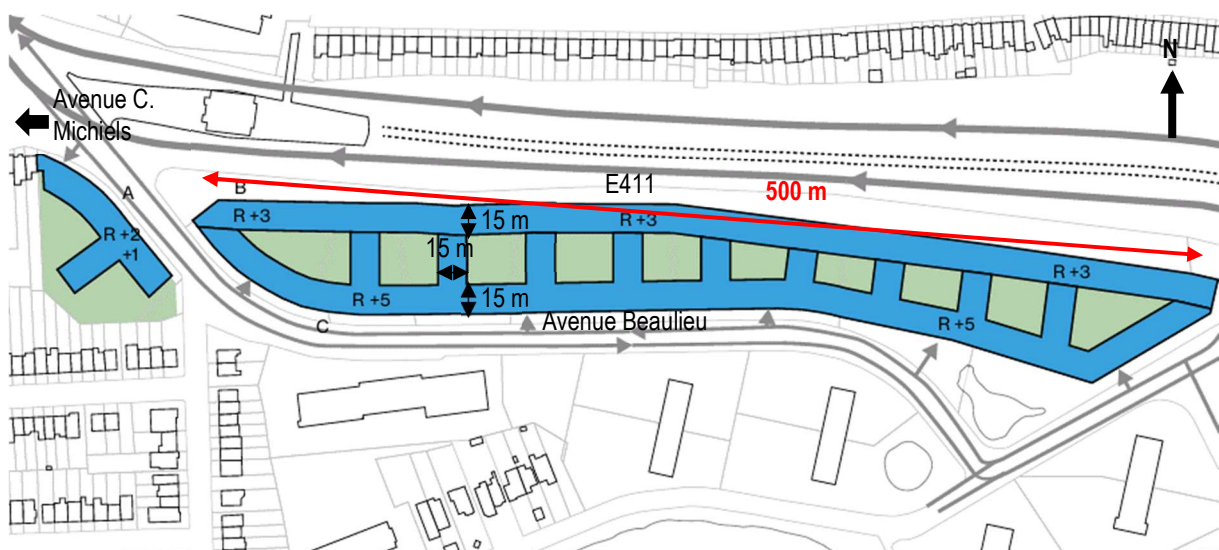 N
Avenue C.
Michiels
A
B
E411
500 m
R +3
15 m
R +3
R +2
+1
15 m
R +3
R +5
15 m
C
Avenue Beaulieu
R +5